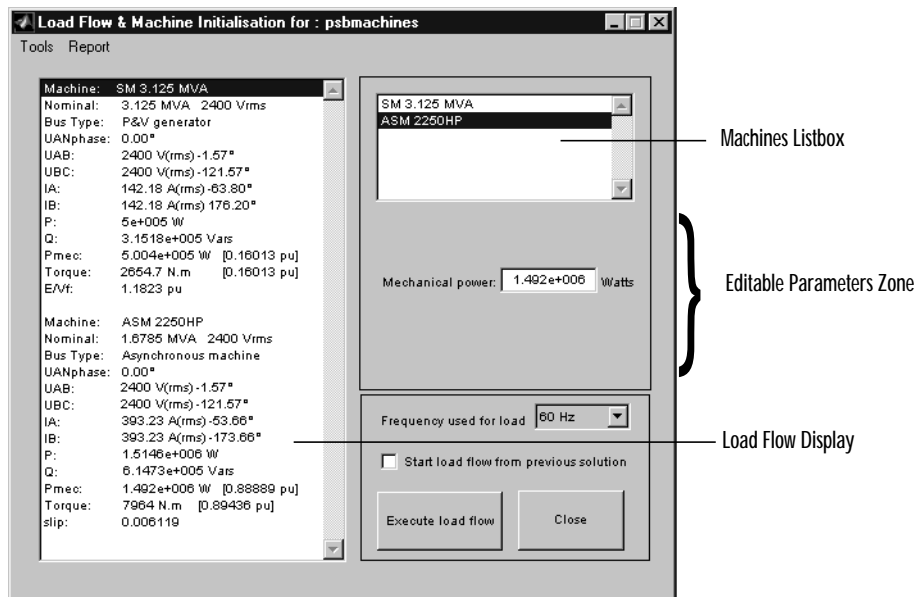 Load Flow & Machine Initialisation for : psbmachines
Tools Report
Machine: SM 3.125 MVA
Nominal: 3.125 MVA 2400 Vrms
Bus Type: P&V generator
UANphase: 0.00°
UAB: 2400 V(rms) -1.57°
UBC: 2400 V(rms) -121.57°
IA: 142.18 A(rms) -63.80°
IB: 142.18 A(rms) 176.20°
P: 5e+005 W
Q: 3.1518e+005 Vars
Pmec: 5.004e+005 W [0.16013 pu]
Torque: 2654.7 N.m [0.16013 pu]
E/Vf: 1.1823 pu
Machine: ASM 2250HP
Nominal: 1.6785 MVA 2400 Vrms
Bus Type: Asynchronous machine
UANphase: 0.00°
UAB: 2400 V(rms) -1.57°
UBC: 2400 V(rms) -121.57°
IA: 393.23 A(rms) -53.66°
IB: 393.23 A(rms) -173.66°
P: 1.5146e+006 W
Q: 6.1473e+005 Vars
Pmec: 1.492e+006 W [0.88889 pu]
Torque: 7964 N.m [0.89436 pu]
slip: 0.006119
SM 3.125 MVA
ASM 2250HP
Mechanical power: 1.492e+006 Watts
Frequency used for load 60 Hz
Start load flow from previous solution
Execute load flow
Close
Machines Listbox
Editable Parameters Zone
Load Flow Display